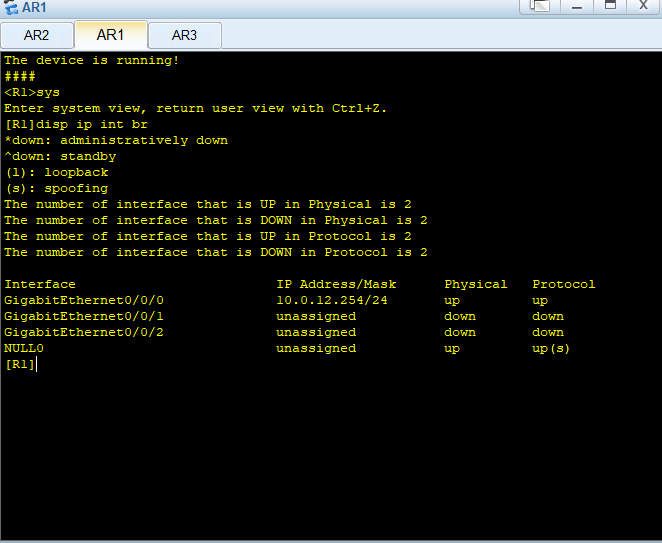 AR1
AR2 AR1 AR3
The device is running!
####
<R1>sys
Enter system view, return user view with Ctrl+Z.
[R1]disp ip int br
*down: administratively down
^down: standby
(l): loopback
(s): spoofing
The number of interface that is UP in Physical is 2
The number of interface that is DOWN in Physical is 2
The number of interface that is UP in Protocol is 2
The number of interface that is DOWN in Protocol is 2
Interface IP Address/Mask Physical Protocol
GigabitEthernet0/0/0 10.0.12.254/24 up up
GigabitEthernet0/0/1 unassigned down down
GigabitEthernet0/0/2 unassigned down down
NULL0 unassigned up up(s)
[R1]